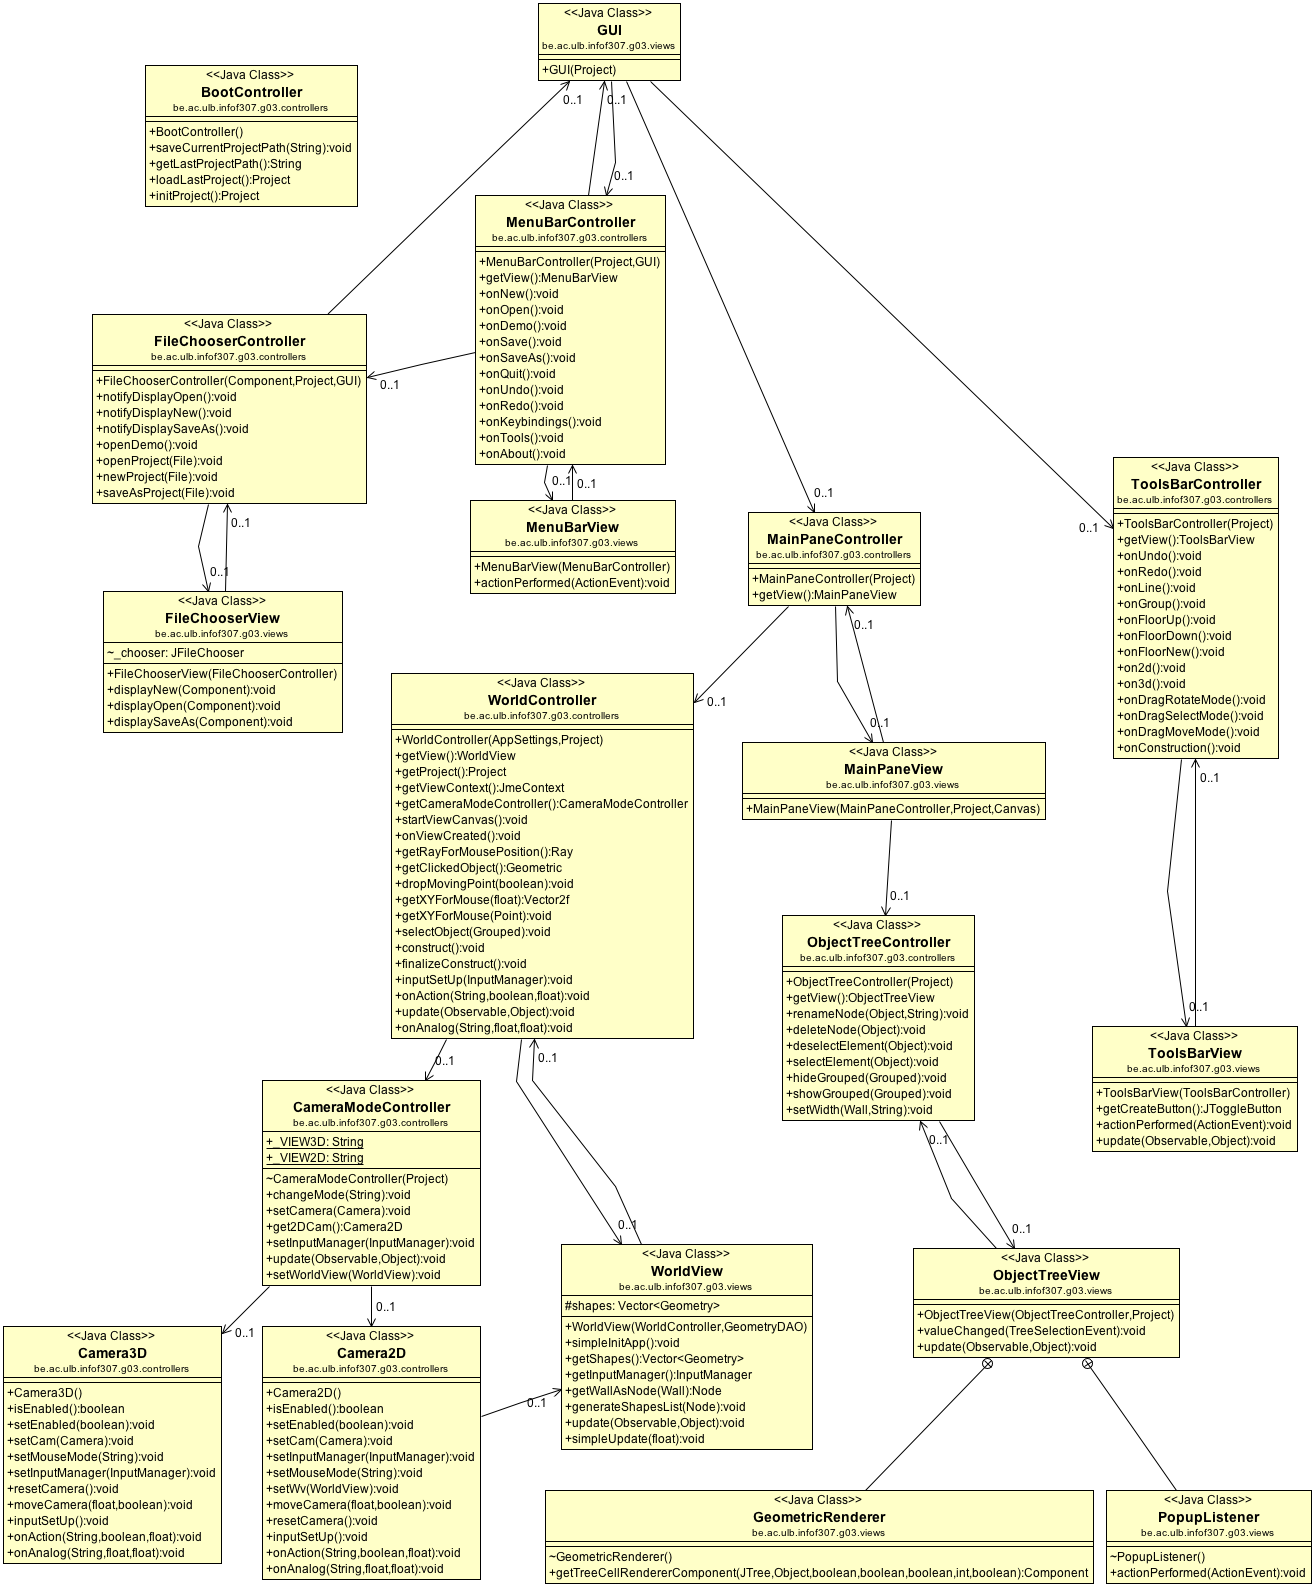 <<Java Class>>
GUI
be.ac.ulb.infof307.g03.views
+GUI(Project)
0..1
0..1
0..1
<<Java Class>>
BootController
be.ac.ulb.infof307.g03.controllers
+BootController()
+saveCurrentProjectPath(String):void
+getLastProjectPath():String
+loadLastProject():Project
+initProject():Project
<<Java Class>>
MenuBarController
be.ac.ulb.infof307.g03.controllers
+MenuBarController(Project,GUI)
+getView():MenuBarView
+onNew():void
+onOpen():void
+onDemo():void
+onSave():void
+onSaveAs():void
+onQuit():void
+onUndo():void
+onRedo():void
+onKeybindings():void
+onTools():void
+onAbout():void
0..1
0..1
<<Java Class>>
FileChooserController
be.ac.ulb.infof307.g03.controllers
+FileChooserController(Component,Project,GUI)
+notifyDisplayOpen():void
+notifyDisplayNew():void
+notifyDisplaySaveAs():void
+openDemo():void
+openProject(File):void
+newProject(File):void
+saveAsProject(File):void
0..1
0..1
0..1
<<Java Class>>
MenuBarView
be.ac.ulb.infof307.g03.views
+MenuBarView(MenuBarController)
+actionPerformed(ActionEvent):void
<<Java Class>>
FileChooserView
be.ac.ulb.infof307.g03.views
~_chooser: JFileChooser
+FileChooserView(FileChooserController)
+displayNew(Component):void
+displayOpen(Component):void
+displaySaveAs(Component):void
0..1
<<Java Class>>
MainPaneController
be.ac.ulb.infof307.g03.controllers
+MainPaneController(Project)
+getView():MainPaneView
0..1
0..1
0..1
0..1
<<Java Class>>
ToolsBarController
be.ac.ulb.infof307.g03.controllers
+ToolsBarController(Project)
+getView():ToolsBarView
+onUndo():void
+onRedo():void
+onLine():void
+onGroup():void
+onFloorUp():void
+onFloorDown():void
+onFloorNew():void
+on2d():void
+on3d():void
+onDragRotateMode():void
+onDragSelectMode():void
+onDragMoveMode():void
+onConstruction():void
0..1
0..1
<<Java Class>>
WorldController
be.ac.ulb.infof307.g03.controllers
+WorldController(AppSettings,Project)
+getView():WorldView
+getProject():Project
+getViewContext():JmeContext
+getCameraModeController():CameraModeController
+startViewCanvas():void
+onViewCreated():void
+getRayForMousePosition():Ray
+getClickedObject():Geometric
+dropMovingPoint(boolean):void
+getXYForMouse(float):Vector2f
+getXYForMouse(Point):void
+selectObject(Grouped):void
+construct():void
+finalizeConstruct():void
+inputSetUp(InputManager):void
+onAction(String,boolean,float):void
+update(Observable,Object):void
+onAnalog(String,float,float):void
0..1
0..1
<<Java Class>>
MainPaneView
be.ac.ulb.infof307.g03.views
+MainPaneView(MainPaneController,Project,Canvas)
0..1
<<Java Class>>
ObjectTreeController
be.ac.ulb.infof307.g03.controllers
+ObjectTreeController(Project)
+getView():ObjectTreeView
+renameNode(Object,String):void
+deleteNode(Object):void
+deselectElement(Object):void
+selectElement(Object):void
+hideGrouped(Grouped):void
+showGrouped(Grouped):void
+setWidth(Wall,String):void
0..1
0..1
<<Java Class>>
ToolsBarView
be.ac.ulb.infof307.g03.views
+ToolsBarView(ToolsBarController)
+getCreateButton():JToggleButton
+actionPerformed(ActionEvent):void
+update(Observable,Object):void
<<Java Class>>
CameraModeController
be.ac.ulb.infof307.g03.controllers
+_VIEW3D: String
+_VIEW2D: String
~CameraModeController(Project)
+changeMode(String):void
+setCamera(Camera):void
+get2DCam():Camera2D
+setInputManager(InputManager):void
+update(Observable,Object):void
+setWorldView(WorldView):void
0..1
0..1
0..1
<<Java Class>>
WorldView
be.ac.ulb.infof307.g03.views
#shapes: Vector<Geometry>
+WorldView(WorldController,GeometryDAO)
+simpleInitApp():void
+getShapes():Vector<Geometry>
+getInputManager():InputManager
+getWallAsNode(Wall):Node
+generateShapesList(Node):void
+update(Observable,Object):void
+simpleUpdate(float):void
<<Java Class>>
ObjectTreeView
be.ac.ulb.infof307.g03.views
+ObjectTreeView(ObjectTreeController,Project)
+valueChanged(TreeSelectionEvent):void
+update(Observable,Object):void
<<Java Class>>
Camera3D
be.ac.ulb.infof307.g03.controllers
+Camera3D()
+isEnabled():boolean
+setEnabled(boolean):void
+setCam(Camera):void
+setMouseMode(String):void
+setInputManager(InputManager):void
+resetCamera():void
+moveCamera(float,boolean):void
+inputSetUp():void
+onAction(String,boolean,float):void
+onAnalog(String,float,float):void
<<Java Class>>
Camera2D
be.ac.ulb.infof307.g03.controllers
+Camera2D()
+isEnabled():boolean
+setEnabled(boolean):void
+setCam(Camera):void
+setInputManager(InputManager):void
+setMouseMode(String):void
+setWv(WorldView):void
+moveCamera(float,boolean):void
+resetCamera():void
+inputSetUp():void
+onAction(String,boolean,float):void
+onAnalog(String,float,float):void
0..1
<<Java Class>>
GeometricRenderer
be.ac.ulb.infof307.g03.views
~GeometricRenderer()
+getTreeCellRendererComponent(JTree,Object,boolean,boolean,boolean,int,boolean):Component
<<Java Class>>
PopupListener
be.ac.ulb.infof307.g03.views
~PopupListener()
+actionPerformed(ActionEvent):void